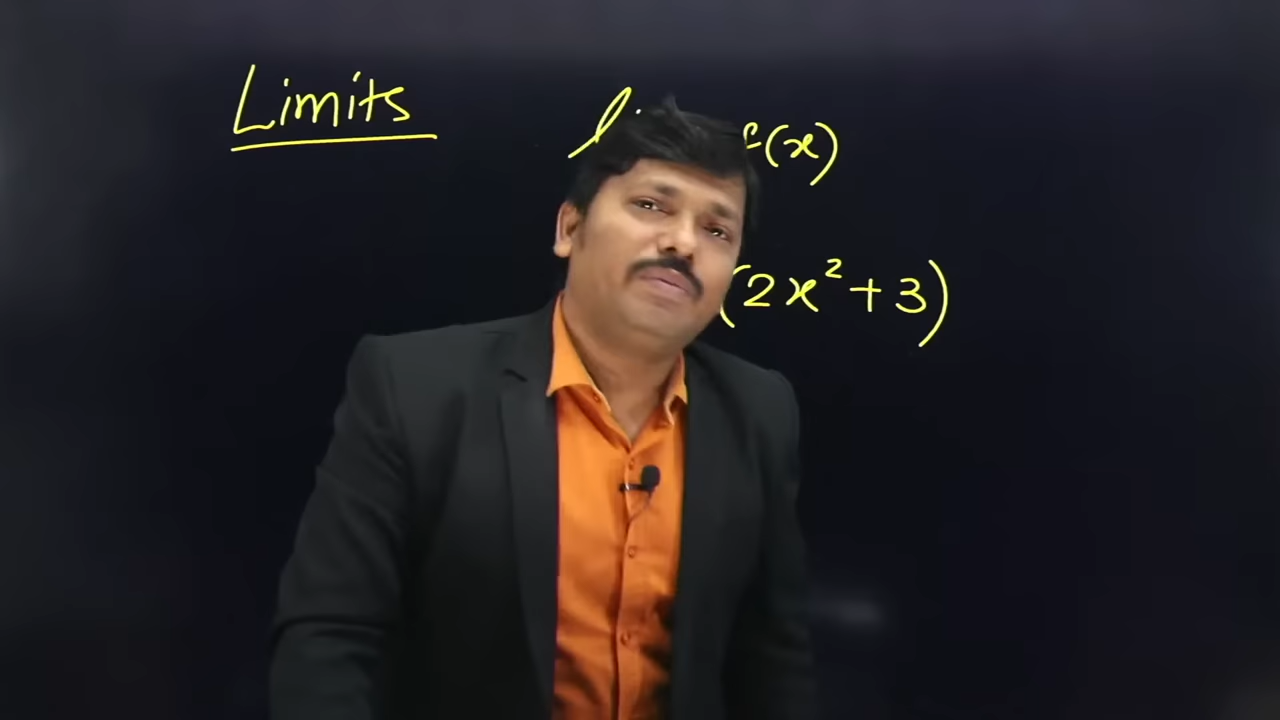 Limits
f(x)
(2x² + 3)